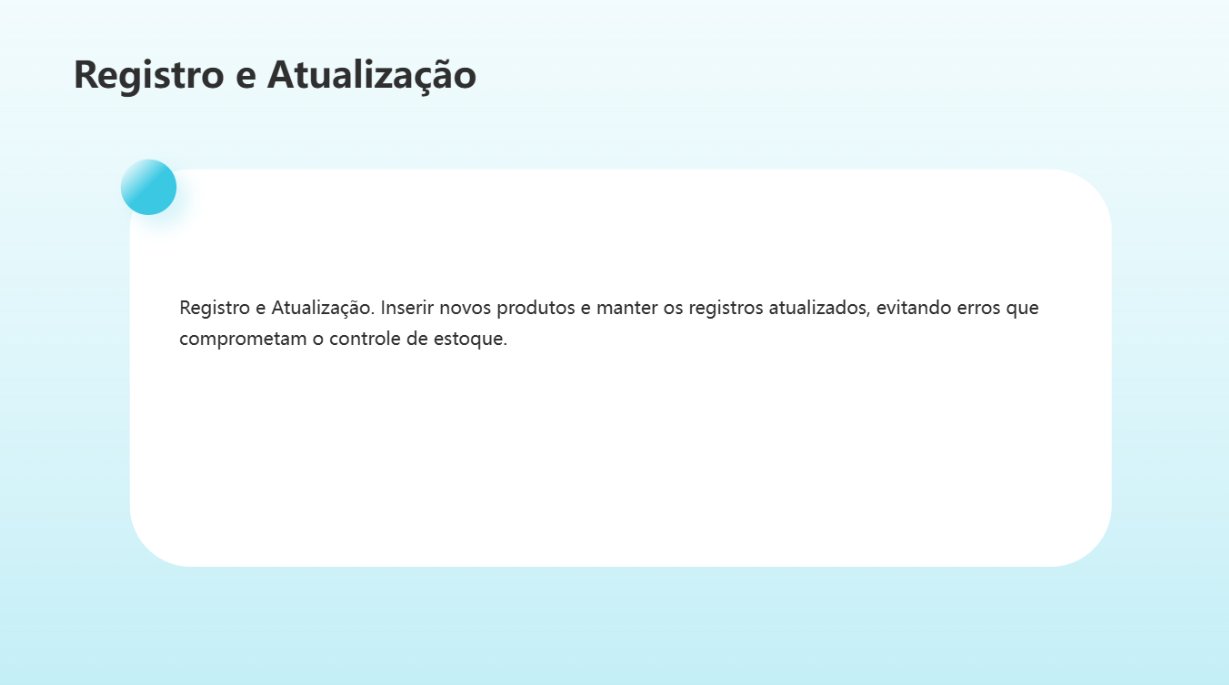 Registro e Atualização
Registro e Atualização. Inserir novos produtos e manter os registros atualizados, evitando erros que
comprometam o controle de estoque.